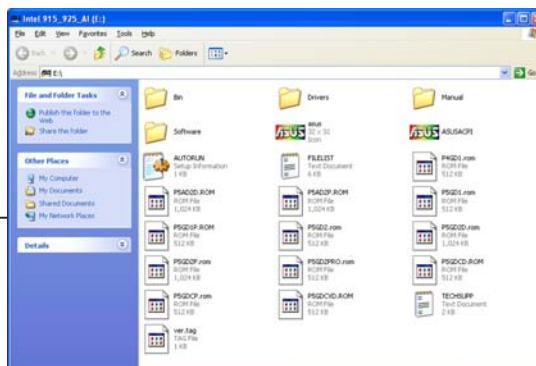 Intel 915_925_AI (E:)
File Edit View Favorites Tools Help
Back Search Folders
Address E:\ Go
File and Folder Tasks
Publish this folder to the Web
Share this folder
Other Places
My Computer
My Documents
Shared Documents
My Network Places
Details
Bin
Drivers
Manual
Software
asus
32 x 32
Icon
ASUSACPI
AUTORUN
Setup Information
1 KB
FILELIST
Text Document
6 KB
P4GD1.rom
ROM File
512 KB
P5AD2D.ROM
ROM File
1,024 KB
P5AD2P.ROM
ROM File
1,024 KB
P5GD1.rom
ROM File
512 KB
P5GD1P.ROM
ROM File
512 KB
P5GD2.rom
ROM File
512 KB
P5GD2D.rom
ROM File
1,024 KB
P5GD2P.rom
ROM File
1,024 KB
P5GD2PRO.rom
ROM File
512 KB
P5GDCD.ROM
ROM File
512 KB
P5GDCP.rom
ROM File
512 KB
P5GDCVD.ROM
ROM File
512 KB
TECHSUPP
Text Document
2 KB
ver.tag
TAG File
1 KB